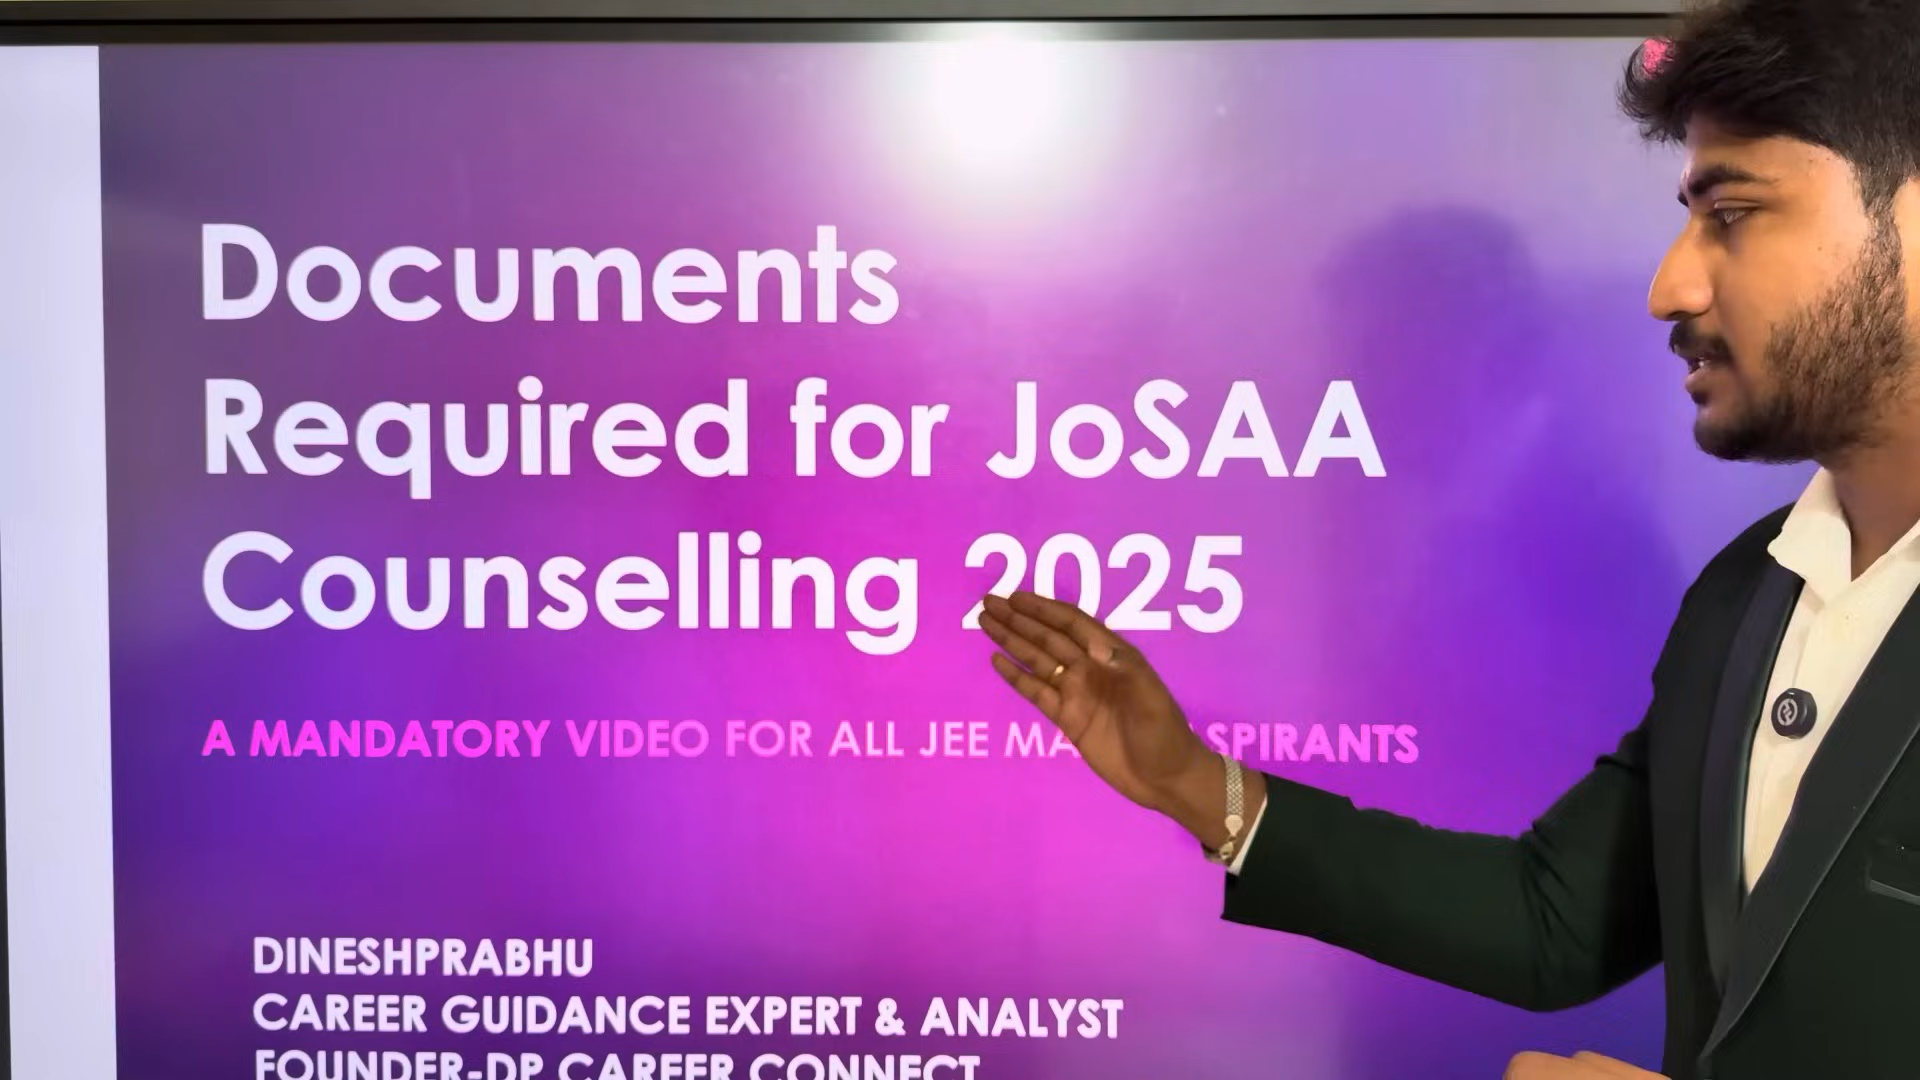 Documents
Required for JoSAA
Counselling 2025
A MANDATORY VIDEO FOR ALL JEE SPIRANTS
DINESHPRABHU
CAREER GUIDANCE EXPERT & ANALYST
FOUNDER-DP CAREER CONNECT